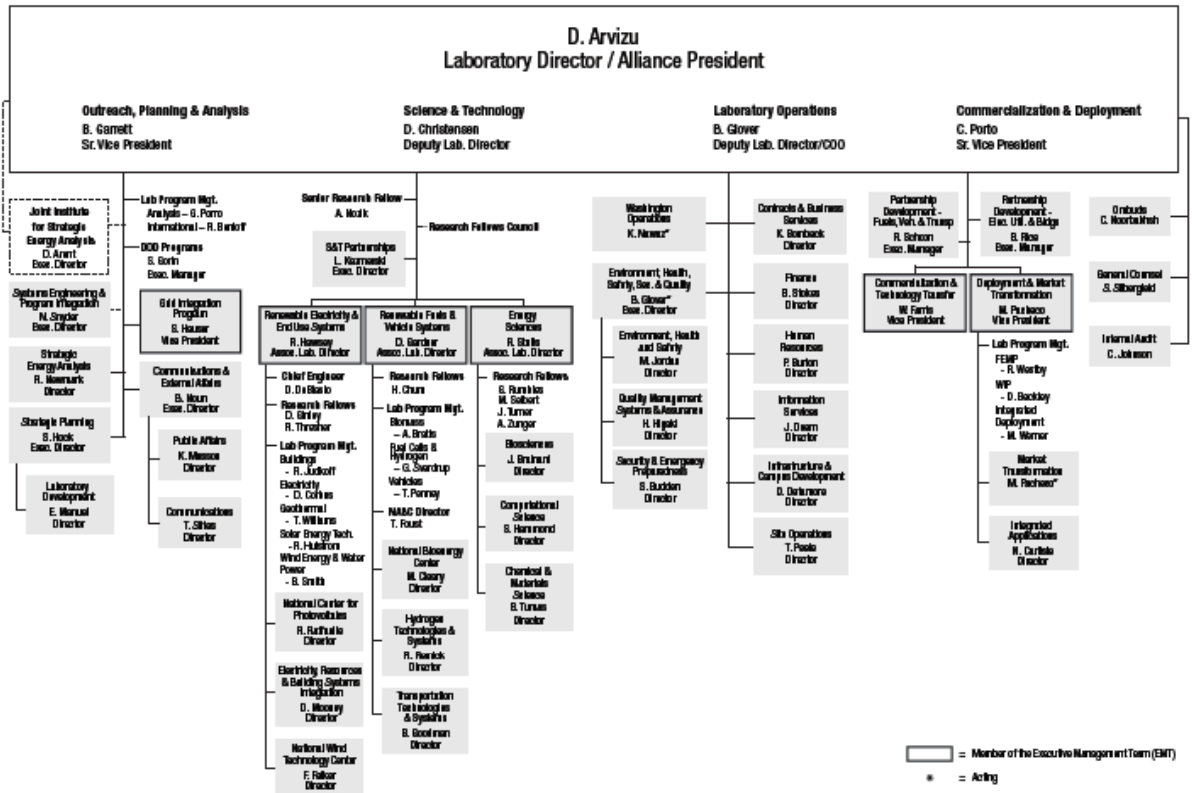 D. Arvizu
Laboratory Director / Alliance President
Outreach, Planning & Analysis
B. Garrett
Sr. Vice President
Science & Technology
D. Christensen
Deputy Lab. Director
Laboratory Operations
B. Glover
Deputy Lab. Director/COO
Commercialization & Deployment
C. Porto
Sr. Vice President
Joint Institute
for Strategic
Energy Analysis
D. Arent
Exec. Director
Systems Engineering &
Program Integration
N. Snyder
Exec. Director
Strategic
Energy Analysis
R. Newmark
Director
Strategic Planning
S. Hock
Exec. Director
Laboratory
Development
E. Manuel
Director
Lab Program Mgt.
Analysis – G. Porro
International –
DOD Programs
S. Gorin
Exec. Manager
Grid Integration
Program
S. Hauser
Vice President
Communications &
External Affairs
B. Noun
Exec. Director
Public Affairs
K. Masson
Director
Communications
T. Stites
Director
Senior Research Fellow
A. Nozik
Research Fellows Council
S&T Partnerships
L. Kazmerski
Exec. Director
Renewable Electricity &
End Use Systems
R. Hawsey
Assoc. Lab. Director
Chief Engineer
D. DeBlasio
Research Fellows
D. Ginley
R. Thresher
Lab Program Mgt.
Buildings
- R. Judkoff
Electricity
- D. Corbus
Geothermal
- T. Williams
Solar Energy Tech.
- R. Hulstrom
Wind Energy & Water
Power
- B. Smith
National Center for
Photovoltaics
R.
Director
Electricity Resources
& Building Systems
Integration
D. Mooney
Director
National Wind
Technology Center
F. Felker
Director
Renewable Fuels &
Vehicle Systems
D. Gardner
Assoc. Lab. Director
Research Fellows
H. Chum
Lab Program Mgt.
Biomass
– A. Bratis
Fuel Cells &
Hydrogen
– G. Sverdrup
Vehicles
– T. Penney
NABC Director
T. Foust
National Bioenergy
Center
M. Cleary
Director
Hydrogen
Technologies &
Systems
R. Remick
Director
Transportation
Technologies
& Systems
B. Goodman
Director
Energy
Sciences
R. Stults
Assoc. Lab. Director
Research Fellows
G. Rumbles
M. Seibert
J. Turner
A. Zunger
Biosciences
J. Brainard
Director
Computational
Science
S. Hammond
Director
Chemical &
Materials
Science
B. Tumas
Director
Washington
Operations
K. Nawaz*
Environment, Health,
Safety, Sec. & Quality
B. Glover*
Exec. Director
Environment, Health
and Safety
M. Jordan
Director
Quality Management
Systems & Assurance
H. Higaki
Director
Security & Emergency
Preparedness
S. Budden
Director
Contracts & Business
Services
K. Bornback
Director
Finance
B. Stokes
Director
Human
Resources
P. Burton
Director
Information
Services
J. Deem
Director
Infrastructure &
Campus Development
D. Detamore
Director
Site Operations
T. Peele
Director
Partnership
Development -
Fuels, Veh. & Transp
R. Schoon
Exec. Manager
Partnership
Development -
Elec. Util. & Bldgs
B. Rice
Exec. Manager
Commercialization &
Technology Transfer
W. Farris
Vice President
Deployment & Market
Transformation
M. Pacheco
Vice President
Lab Program Mgt.
FEMP
- R. Westby
WIP
- D. Beckley
Integrated
Deployment
- M. Werner
Market
Transformation
M. Pacheco*
Integrated
Applications
N. Carlisle
Director
Ombuds
C. Noorbakhsh
General Counsel
S. Silbergleid
Internal Audit
C. Johnson
= Member of the Executive Management Team (EMT)
* = Acting